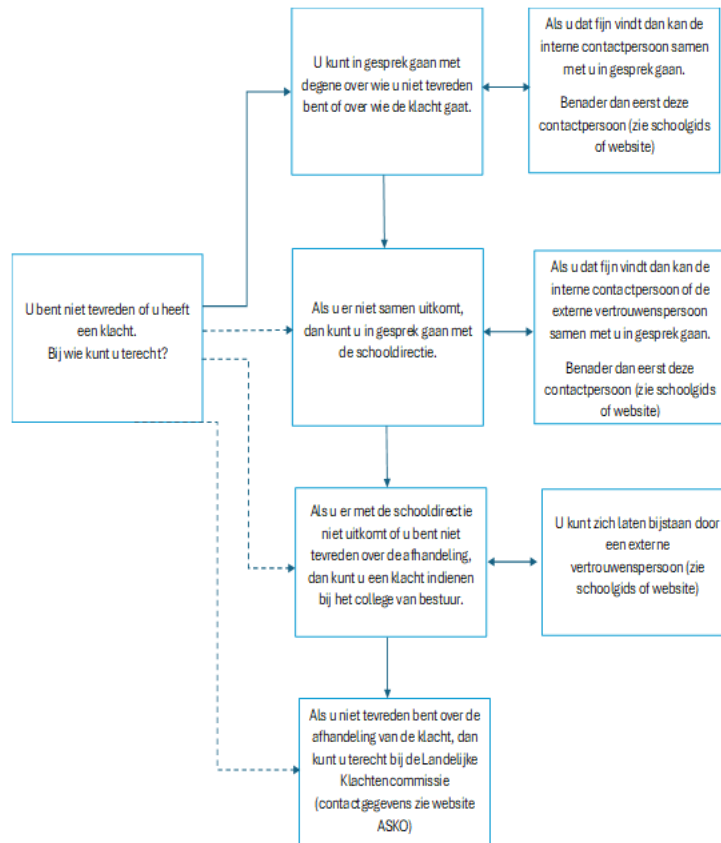 U kunt in gesprek gaan met
degene over wie u niet tevreden
bent of over wie de klacht gaat.
Als u dat fijn vindt dan kan de
interne contactpersoon samen
met u in gesprek gaan.
Benader dan eerst deze
contactpersoon (zie schoolgids
of website)
U bent niet tevreden of u heeft
een klacht.
Bij wie kunt u terecht?
Als u er niet samen uitkomt,
dan kunt u in gesprek gaan met
de schooldirectie.
Als u dat fijn vindt dan kan de
interne contactpersoon of de
externe vertrouwenspersoon
samen met u in gesprek gaan.
Benader dan eerst deze
contactpersoon (zie schoolgids
of website)
Als u er met de schooldirectie
niet uitkomt of u bent niet
tevreden over de afhandeling,
dan kunt u een klacht indienen
bij het college van bestuur.
U kunt zich laten bijstaan door
een externe
vertrouwenspersoon (zie
schoolgids of website)
Als u niet tevreden bent over de
afhandeling van de klacht, dan
kunt u terecht bij de Landelijke
Klachtencommissie
(contactgegevens zie website
ASKO)